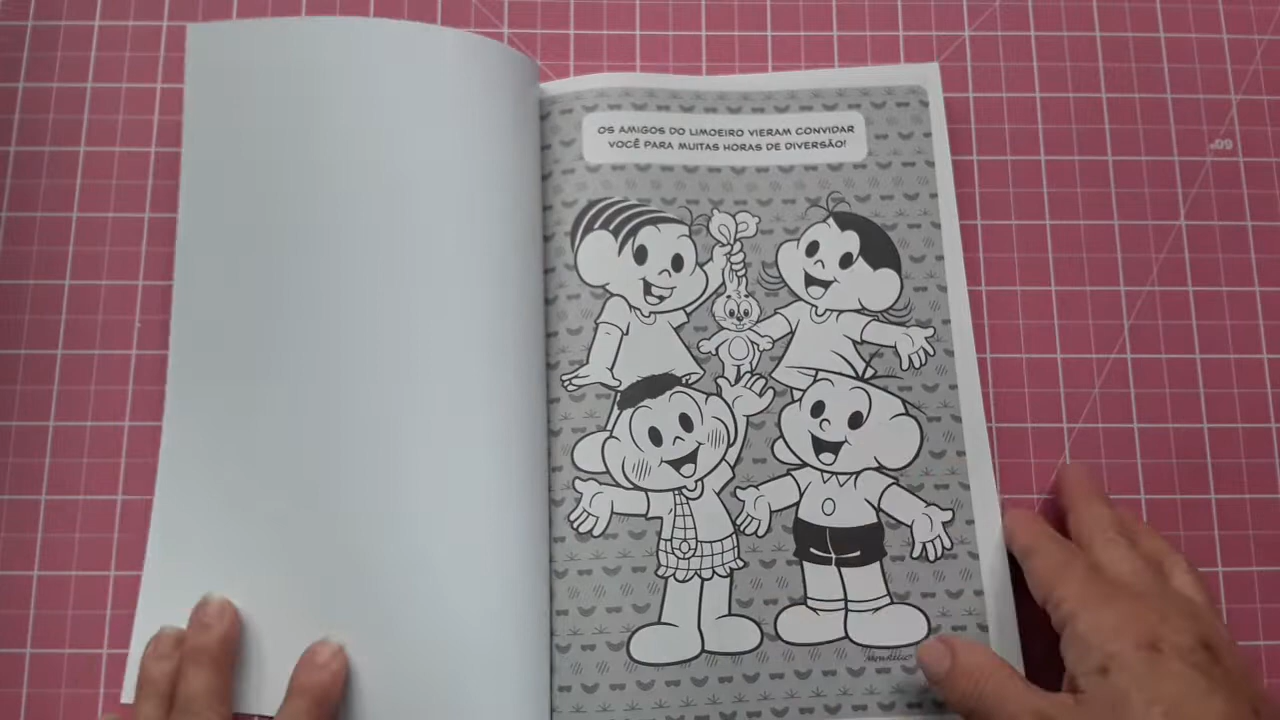 OS AMIGOS DO LIMOEIRO VIERAM CONVIDAR
VOCÊ PARA MUITAS HORAS DE DIVERSÃO!